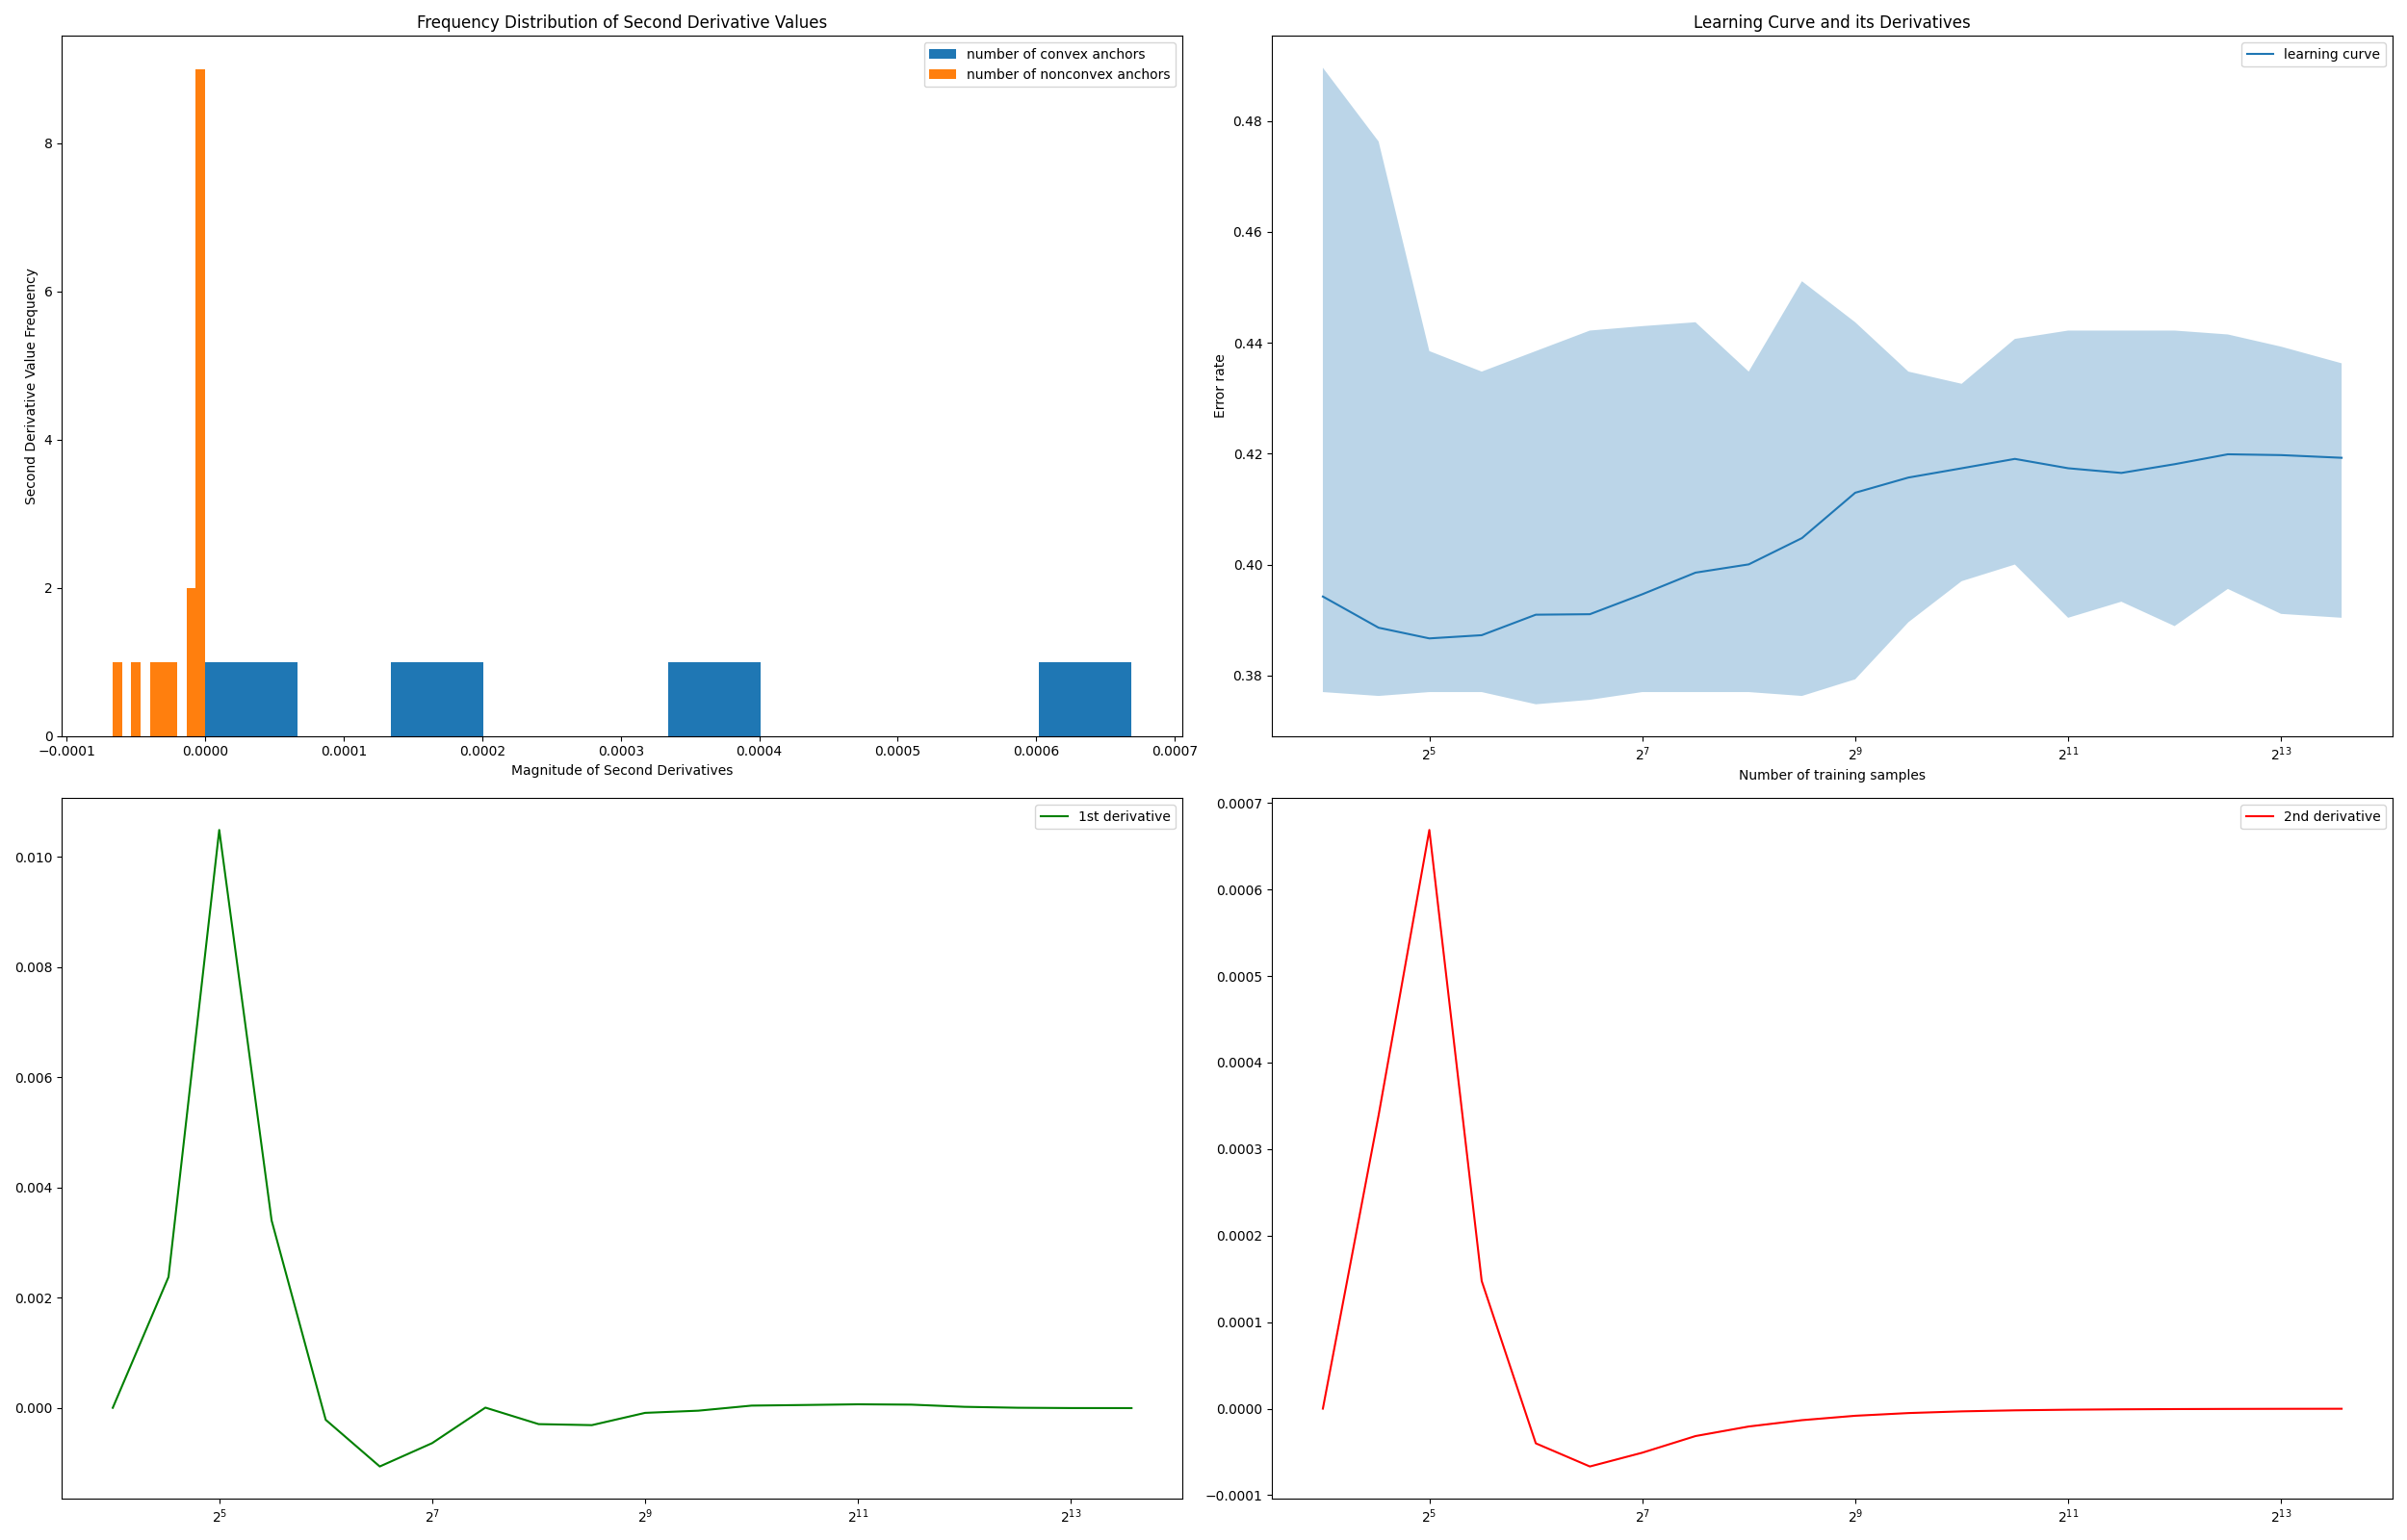 Frequency Distribution of Second Derivative Values
number of convex anchors
number of nonconvex anchors
Second Derivative Value Frequency
8
6
4
2
0
−0.0001 0.0000 0.0001 0.0002 0.0003 0.0004 0.0005 0.0006 0.0007
Magnitude of Second Derivatives
Learning Curve and its Derivatives
learning curve
Error rate
0.48
0.46
0.44
0.42
0.40
0.38
2^5 2^7 2^9 2^11 2^13
Number of training samples
1st derivative
0.010
0.008
0.006
0.004
0.002
0.000
2^5 2^7 2^9 2^11 2^13
2nd derivative
0.0007
0.0006
0.0005
0.0004
0.0003
0.0002
0.0001
0.0000
−0.0001
2^5 2^7 2^9 2^11 2^13